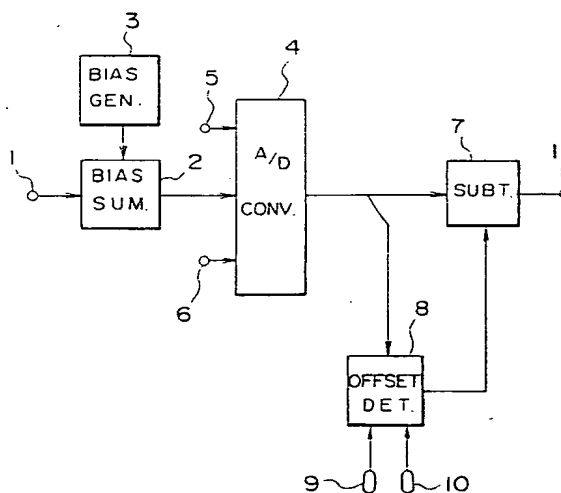 3
BIAS
GEN.
1
BIAS
SUM.
2
5
4
A/D
CONV.
6
7
SUBT.
1
8
OFFSET
DET.
9
10